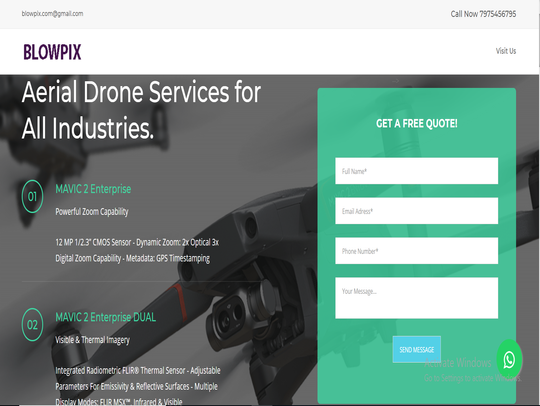 blowpix.com@gmail.com
Call Now 7975456795
BLOWPIX
Visit Us
Aerial Drone Services for
All Industries.
01
MAVIC 2 Enterprise
Powerful Zoom Capability
12 MP 1/2.3" CMOS Sensor - Dynamic Zoom: 2x Optical 3x
Digital Zoom Capability - Metadata: GPS Timestamping
02
MAVIC 2 Enterprise DUAL
Visible & Thermal Imagery
Integrated Radiometric FLIR® Thermal Sensor - Adjustable
Parameters For Emissivity & Reflective Surfaces - Multiple
Display Modes: FLIR MSX™, Infrared & Visible
GET A FREE QUOTE!
Full Name*
Email Adress*
Phone Number*
Your Message...
SEND MESSAGE
Activate Windows
Go to Settings to activate Windows.